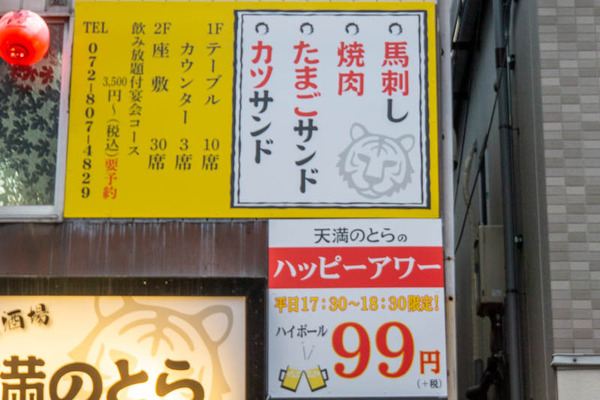 馬刺し
焼肉
たまごサンド
カツサンド
1Fテーブル 10席
カウンター 3席
2F座敷 30席
飲み放題付宴会コース
3,500円〜(税込)要予約
TEL 072-807-4829
天満のとらの
ハッピーアワー
平日17:30〜18:30限定!
ハイボール
99円
(+税)
酒場
満のとら